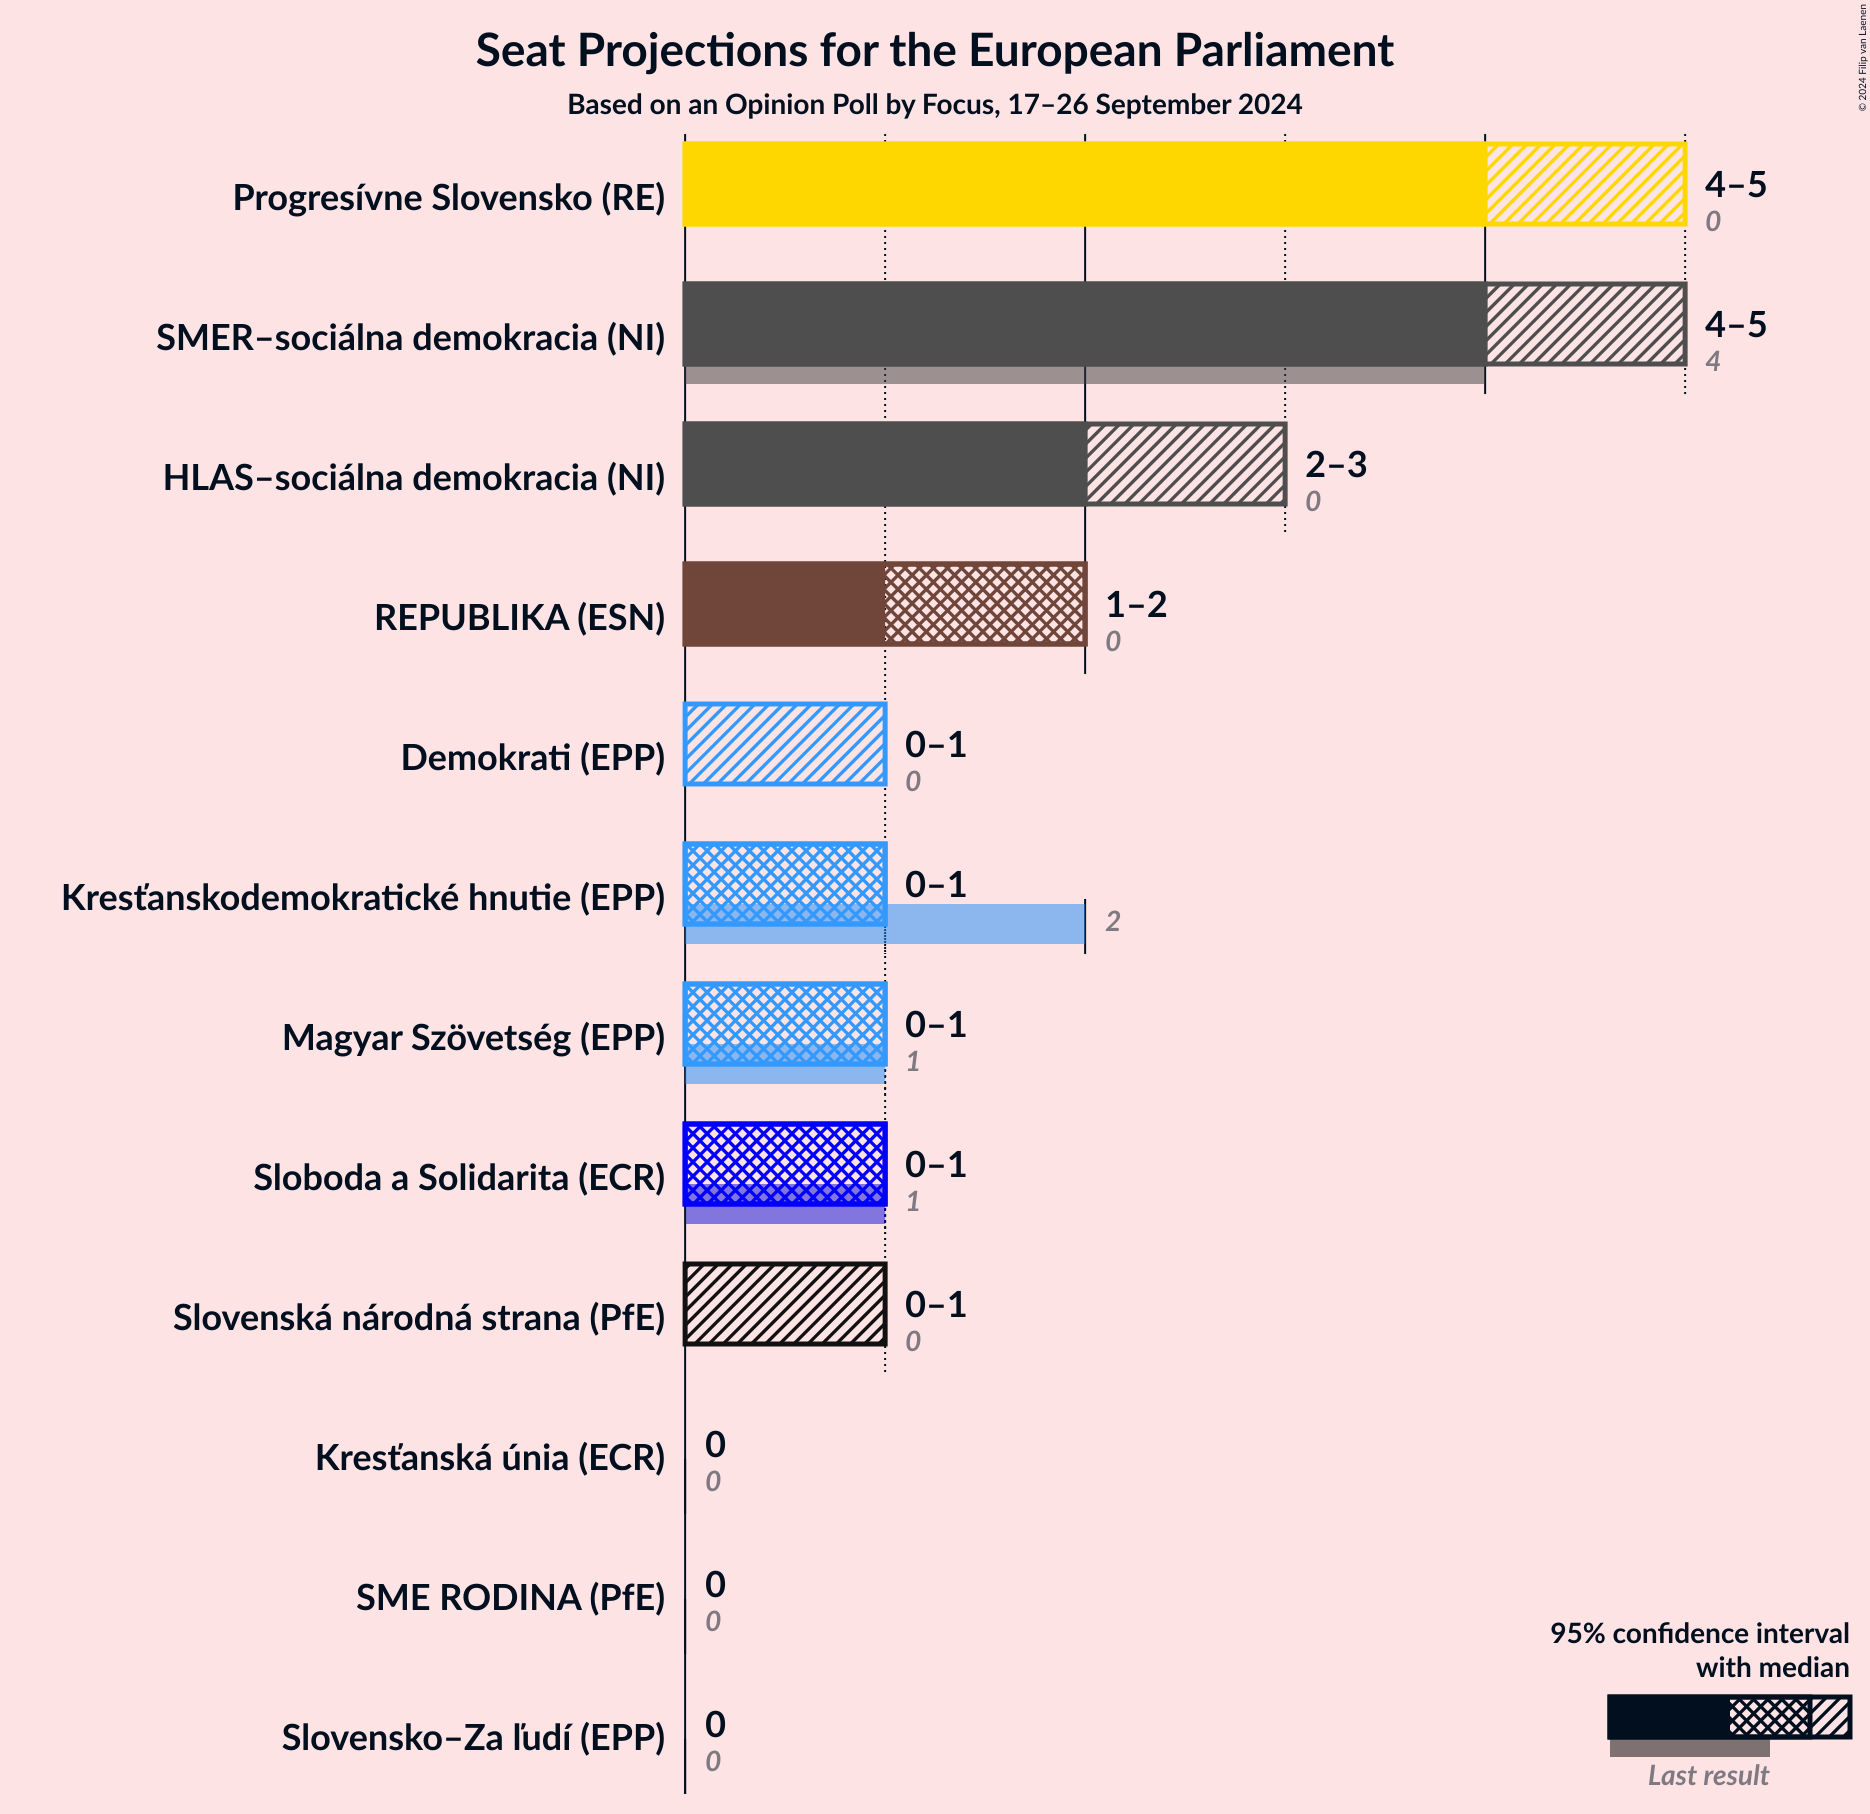 Seat Projections for the European Parliament
Based on an Opinion Poll by Focus, 17–26 September 2024
© 2024 Filip van Laenen
Progresívne Slovensko (RE)
4–5
0
SMER–sociálna demokracia (NI)
4–5
4
HLAS–sociálna demokracia (NI)
2–3
0
REPUBLIKA (ESN)
1–2
0
Demokrati (EPP)
0–1
0
Kresťanskodemokratické hnutie (EPP)
0–1
2
Magyar Szövetség (EPP)
0–1
1
Sloboda a Solidarita (ECR)
0–1
1
Slovenská národná strana (PfE)
0–1
0
Kresťanská únia (ECR)
0
0
SME RODINA (PfE)
0
0
Slovensko–Za ľudí (EPP)
0
0
95% confidence interval
with median
Last result